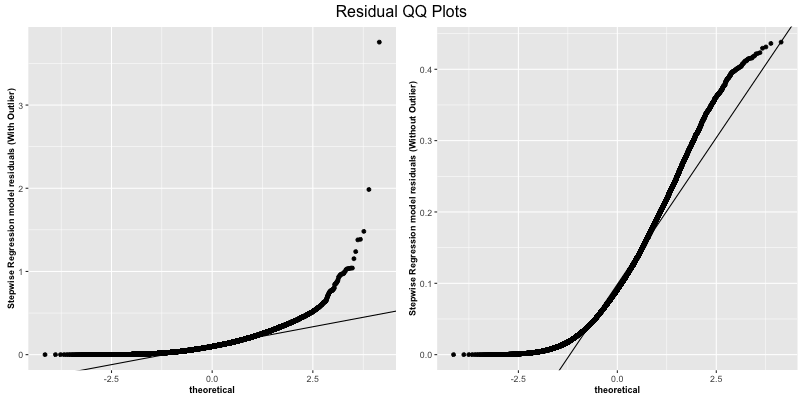 Residual QQ Plots
Stepwise Regression model residuals (With Outlier)
3
2
1
0
-2.5 0.0 2.5
theoretical
Stepwise Regression model residuals (Without Outlier)
0.4
0.3
0.2
0.1
0.0
-2.5 0.0 2.5
theoretical